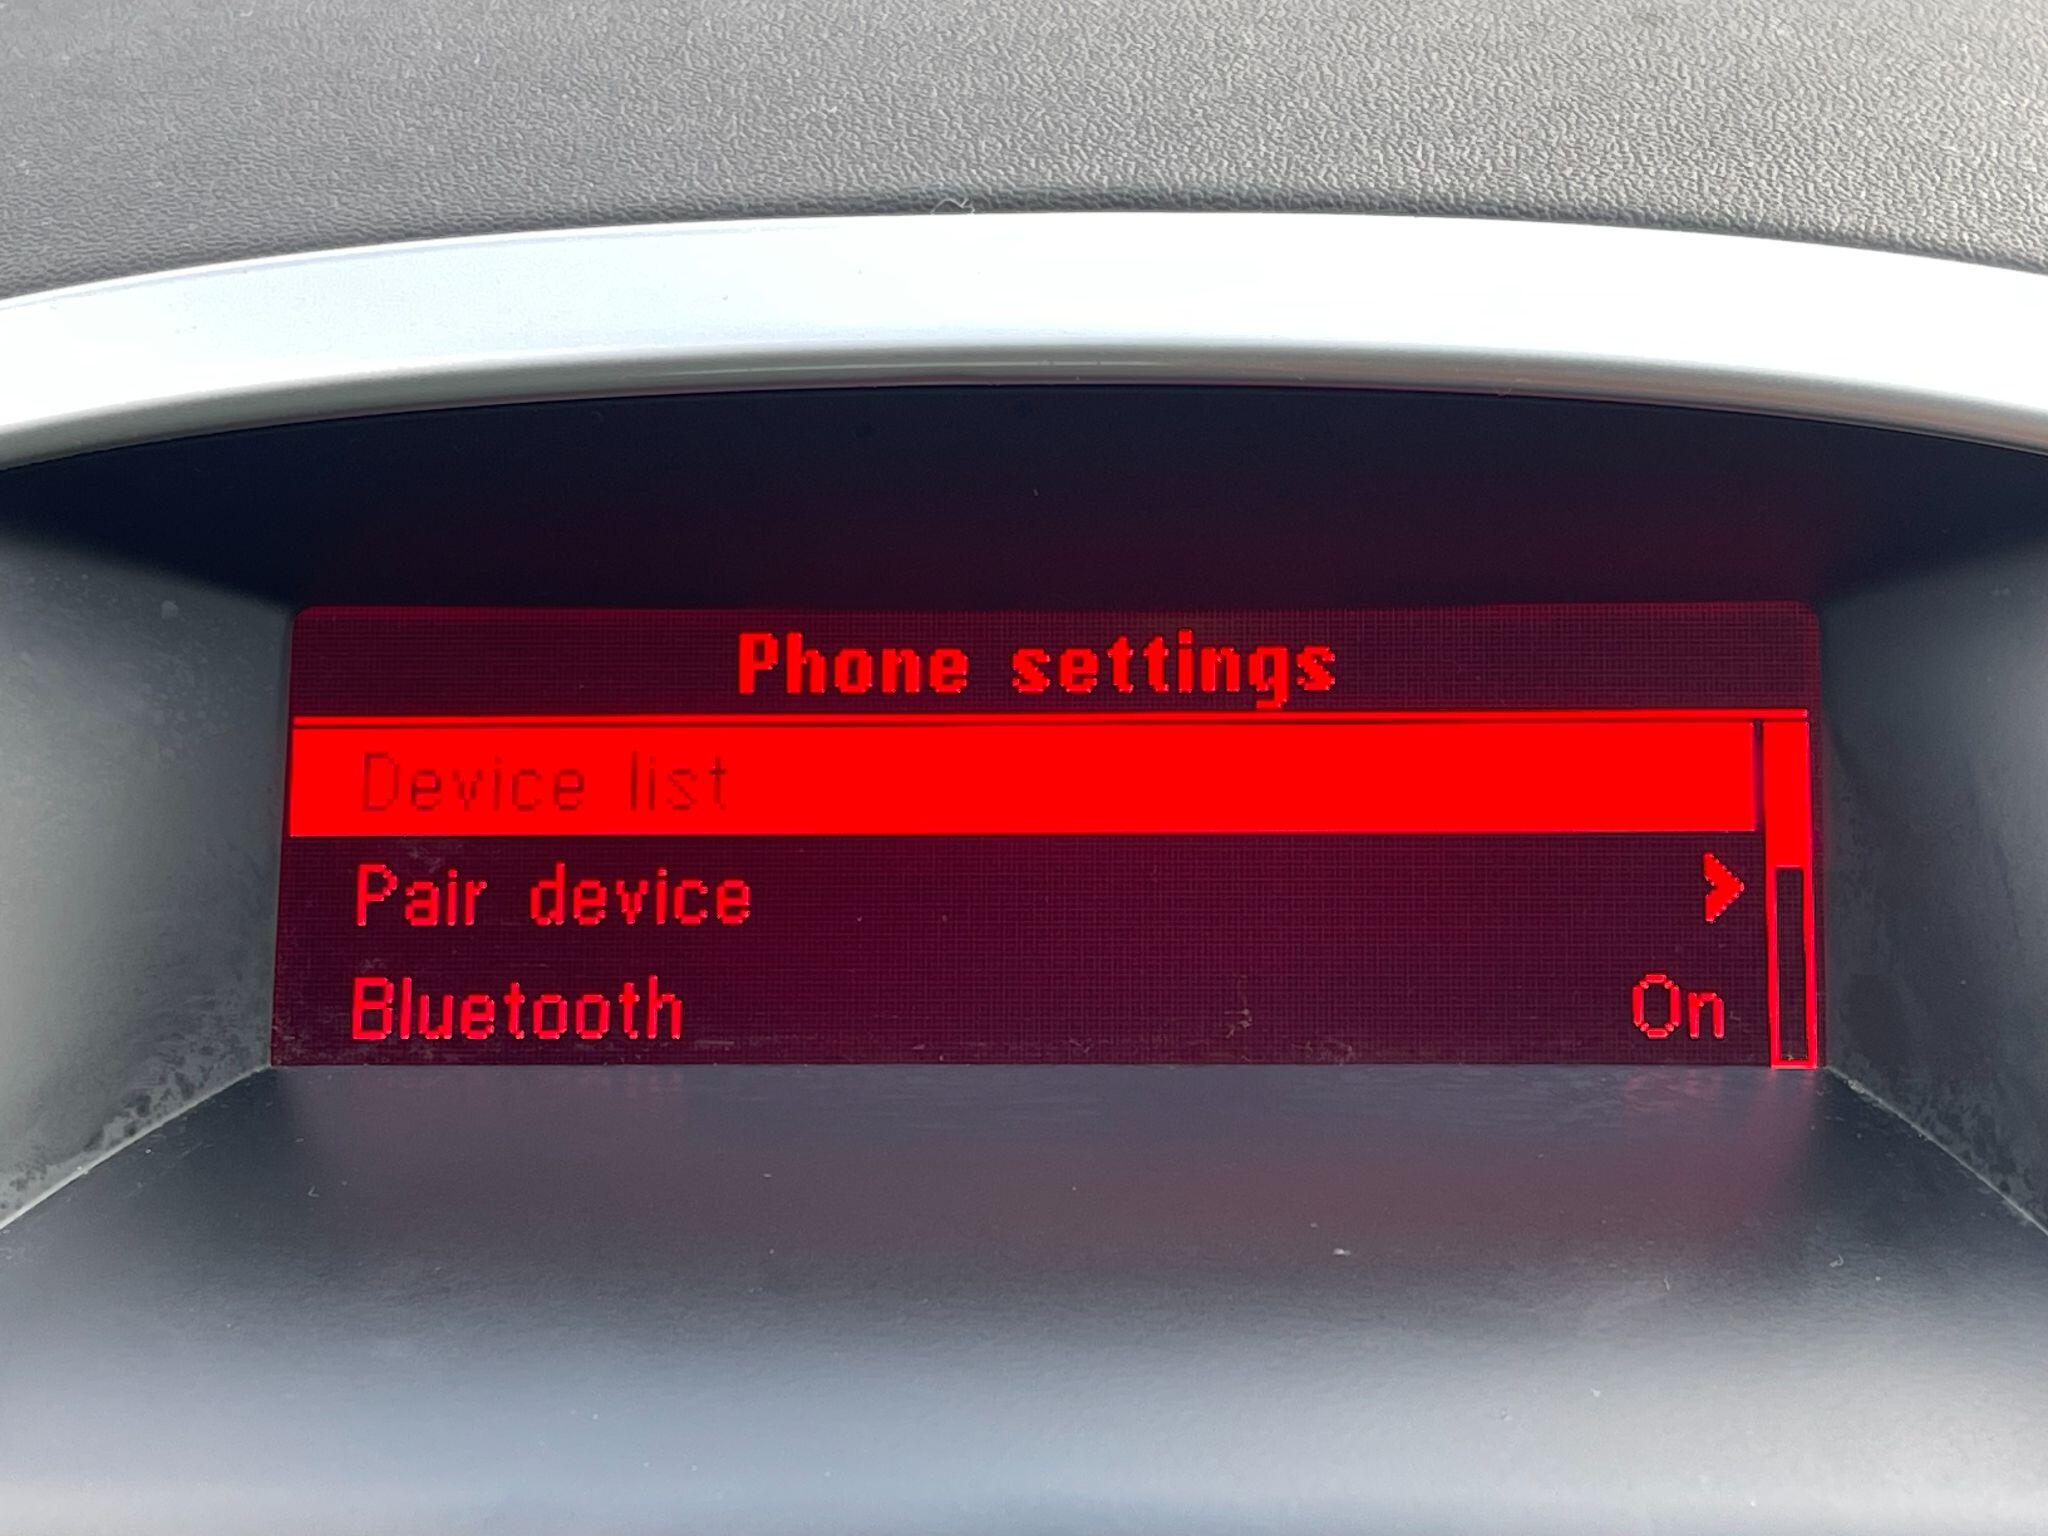 Phone settings
Device list
Pair device
Bluetooth On